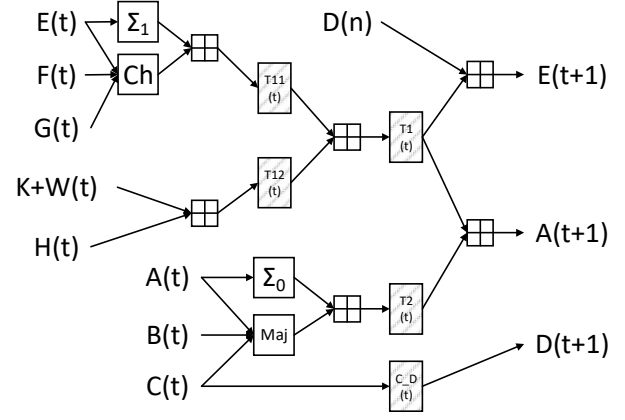 E(t)
Σ1
D(n)
F(t)
Ch
T11
(t)
E(t+1)
G(t)
T1
(t)
K+W(t)
T12
(t)
H(t)
A(t+1)
A(t)
Σ0
T2
(t)
B(t)
Maj
D(t+1)
C(t)
C_D
(t)